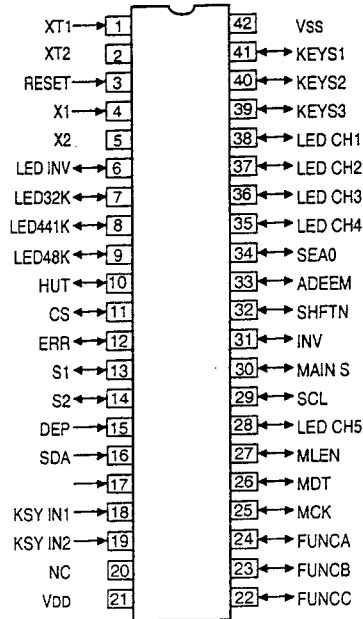 XT1 1 42 VSS
XT2 2 41 KEYS1
RESET 3 40 KEYS2
X1 4 39 KEYS3
X2 5 38 LED CH1
LED INV 6 37 LED CH2
LED32K 7 36 LED CH3
LED441K 8 35 LED CH4
LED48K 9 34 SEA0
HUT 10 33 ADEEM
CS 11 32 SHFTN
ERR 12 31 INV
S1 13 30 MAIN S
S2 14 29 SCL
DEP 15 28 LED CH5
SDA 16 27 MLEN
17 26 MDT
KSY IN1 18 25 MCK
KSY IN2 19 24 FUNCA
NC 20 23 FUNCB
VDD 21 22 FUNCC